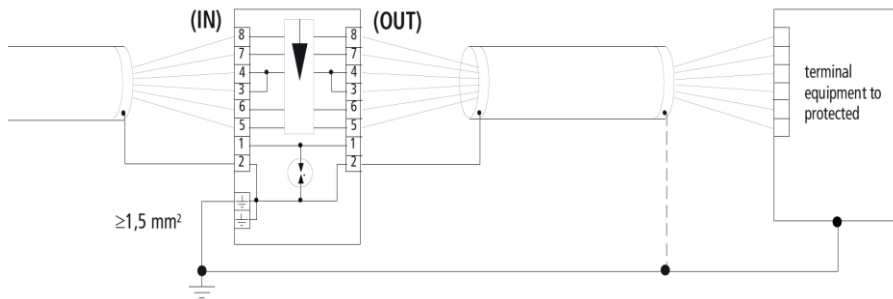 (IN)
(OUT)
8
8
7
7
4
4
3
3
6
6
5
5
1
1
2
2
≥1,5 mm²
terminal
equipment to
protected